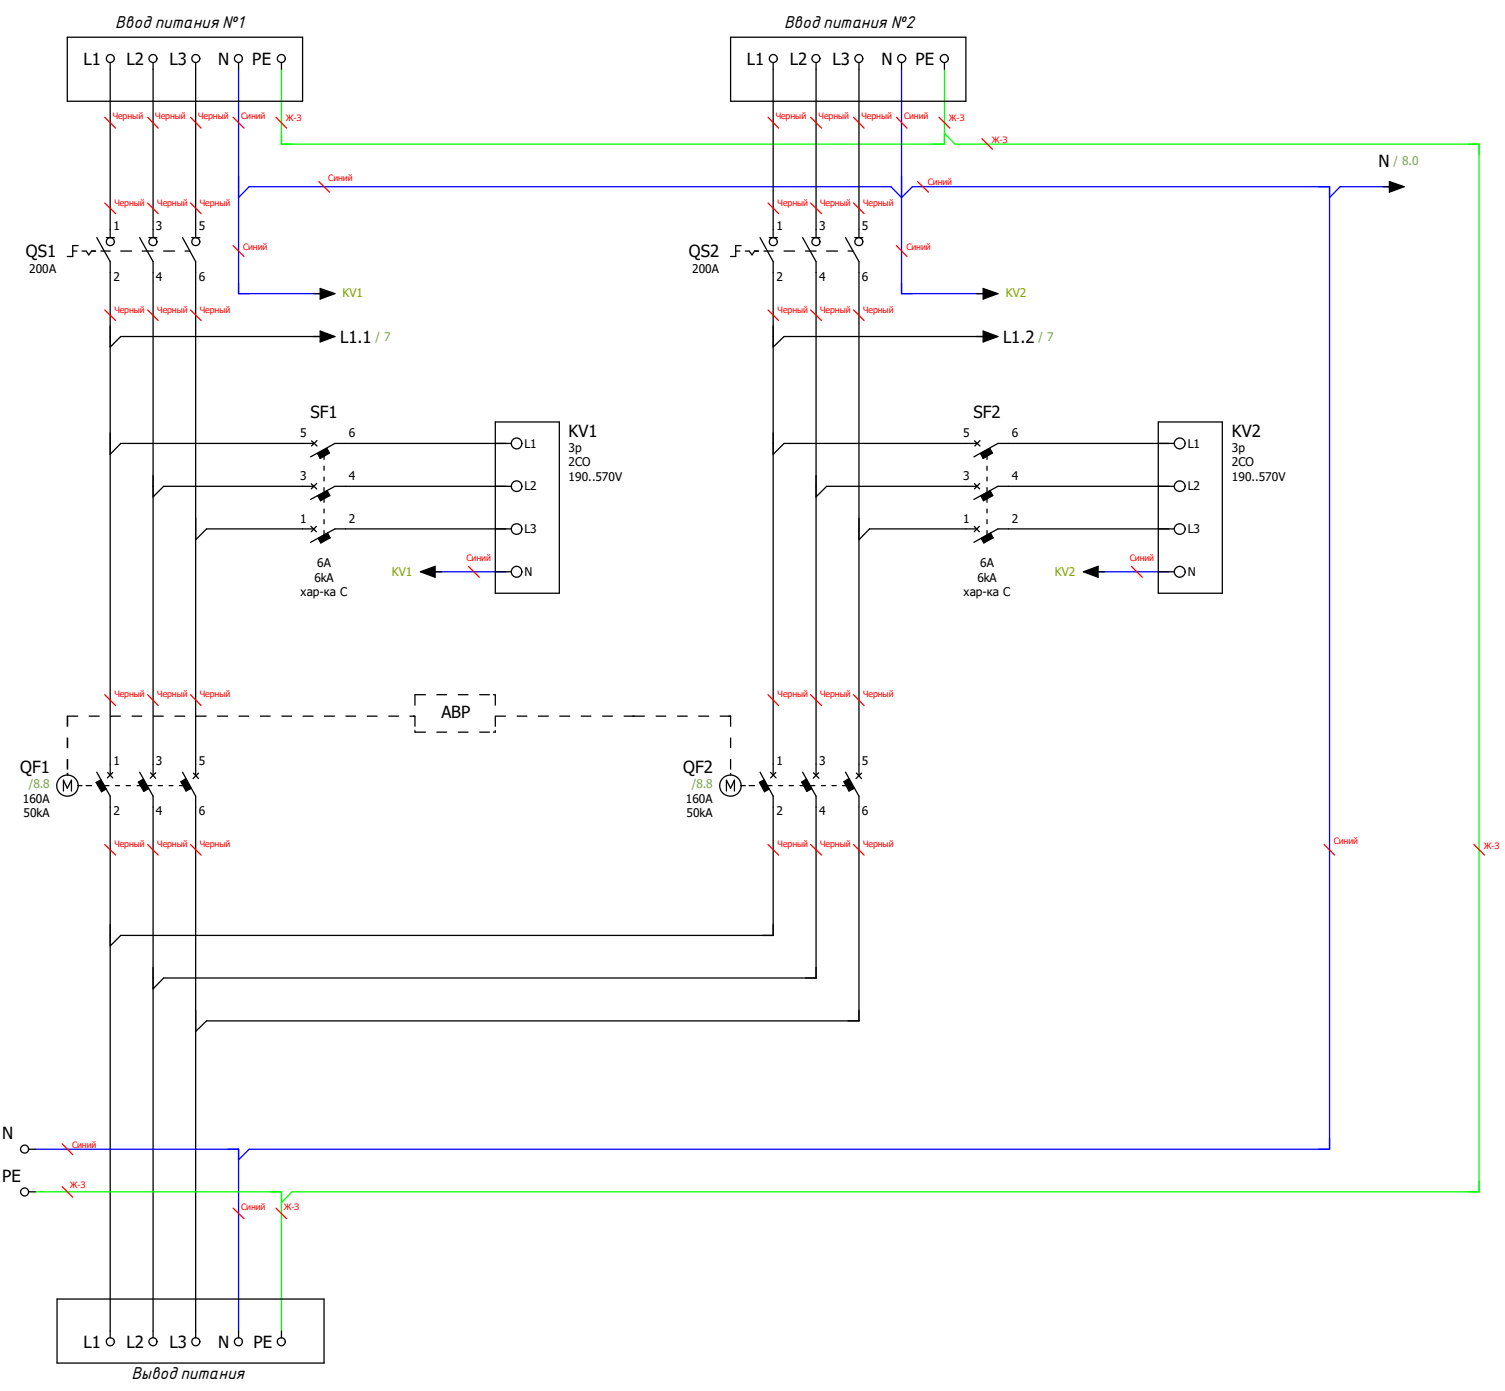 Ввод питания №1
Ввод питания №2
L1 L2 L3 N PE
L1 L2 L3 N PE
Черный Черный Черный Синий Ж-З
Черный Черный Черный Синий Ж-З
Ж-З
N / 8.0
Синий
Синий
Черный Черный Черный
Черный Черный Черный
1 3 5
1 3 5
QS1
200А
Синий
QS2
200А
Синий
2 4 6
2 4 6
KV1
KV2
Черный Черный Черный
Черный Черный Черный
L1.1 / 7
L1.2 / 7
SF1
SF2
5 6
L1
KV1
3p
2CO
190..570V
5 6
L1
KV2
3p
2CO
190..570V
3 4
L2
3 4
L2
1 2
L3
1 2
L3
6А
6kA
хар-ка С
KV1
Синий
N
6А
6kA
хар-ка С
KV2
Синий
N
Черный Черный Черный
Черный Черный Черный
АВР
1 3 5
1 3 5
QF1
/8.8
160А
50kA
M
QF2
/8.8
160А
50kA
M
2 4 6
2 4 6
Черный Черный Черный
Черный Черный Черный
Синий
Ж-З
N
Синий
PE
Ж-З
Синий
Ж-З
L1 L2 L3 N PE
Вывод питания